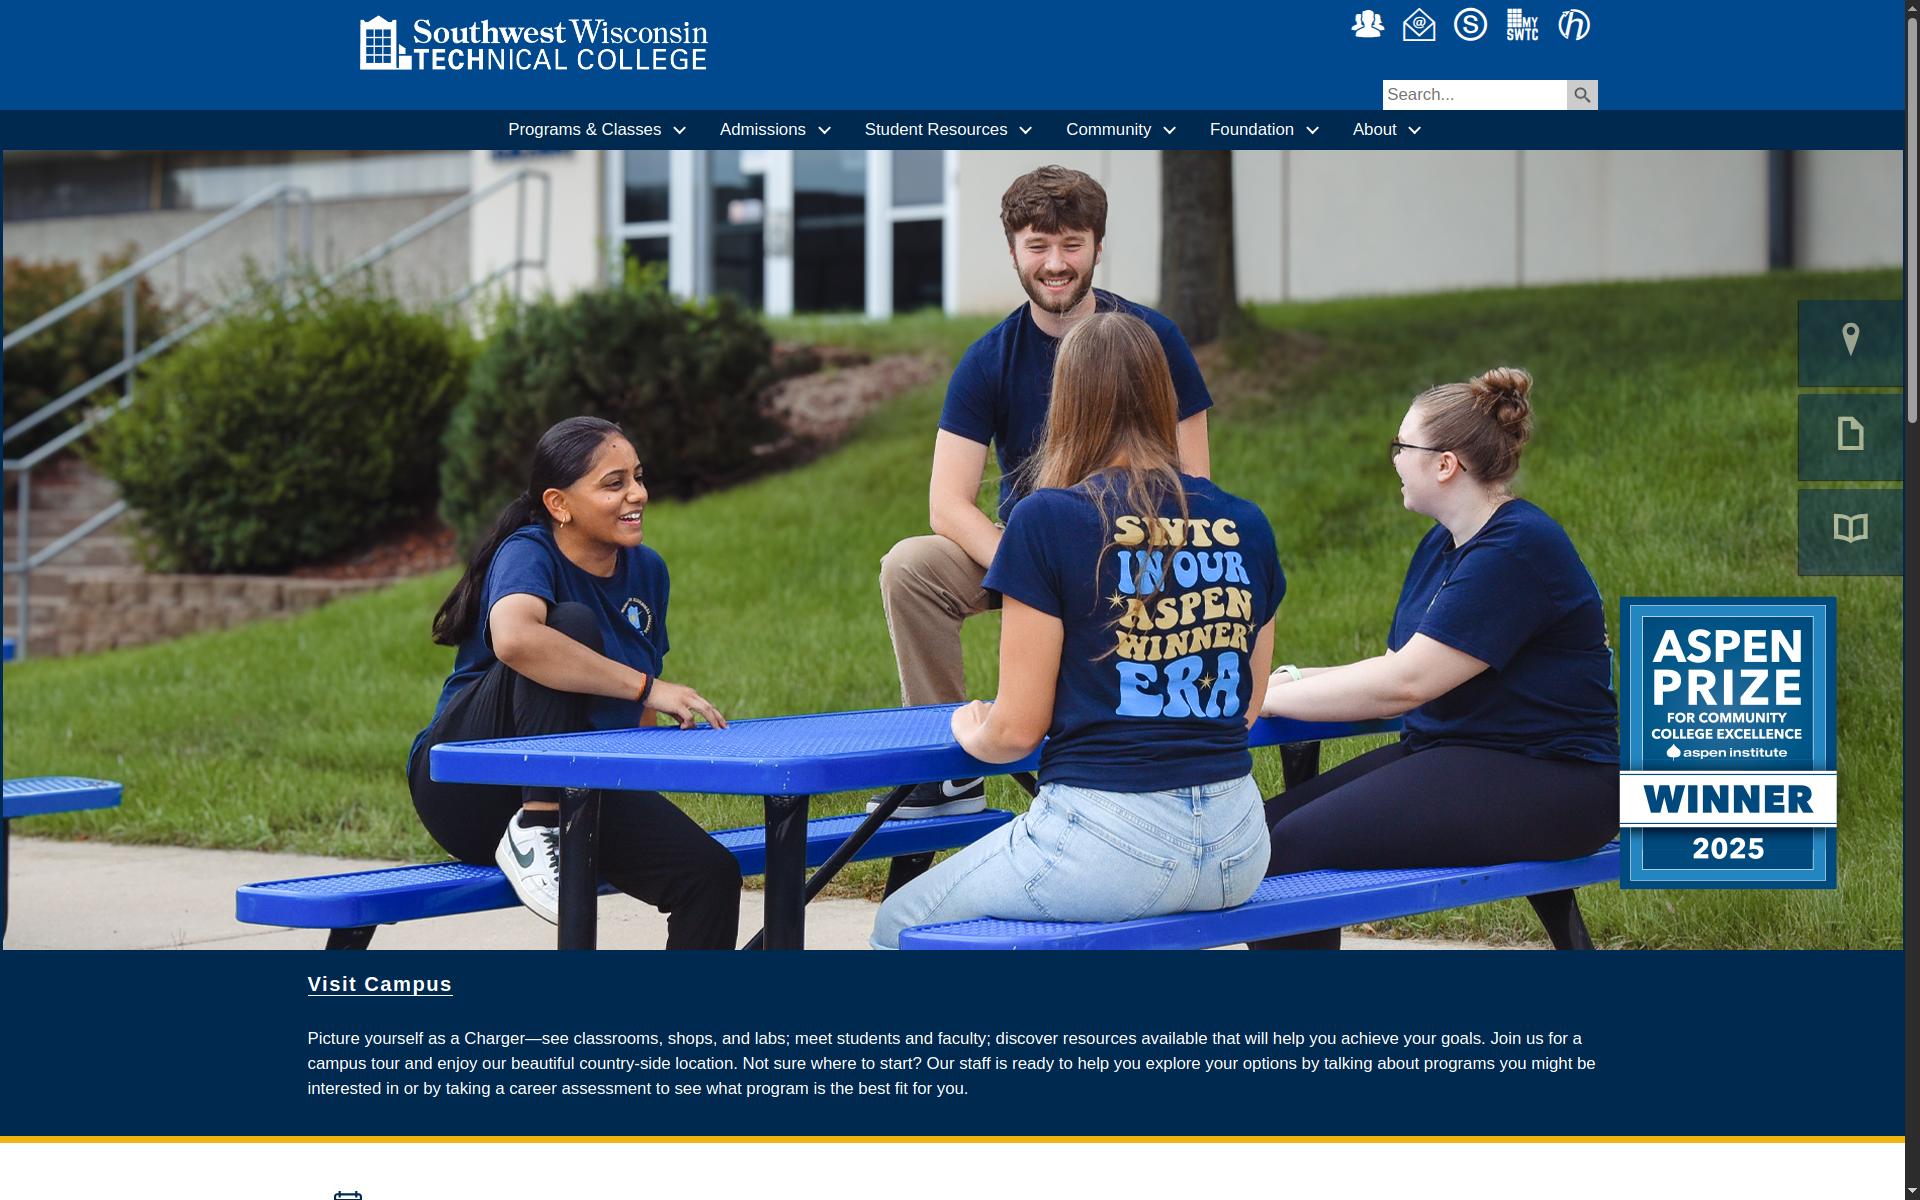 Southwest Wisconsin
TECHNICAL COLLEGE
@
S
MY
SWTC
h
Search...
Programs & Classes
Admissions
Student Resources
Community
Foundation
About
SWTC
IN OUR
ASPEN
WINNER
ERA
ASPEN
PRIZE
FOR COMMUNITY
COLLEGE EXCELLENCE
aspen institute
WINNER
2025
Visit Campus
Picture yourself as a Charger—see classrooms, shops, and labs; meet students and faculty; discover resources available that will help you achieve your goals. Join us for a
campus tour and enjoy our beautiful country-side location. Not sure where to start? Our staff is ready to help you explore your options by talking about programs you might be
interested in or by taking a career assessment to see what program is the best fit for you.